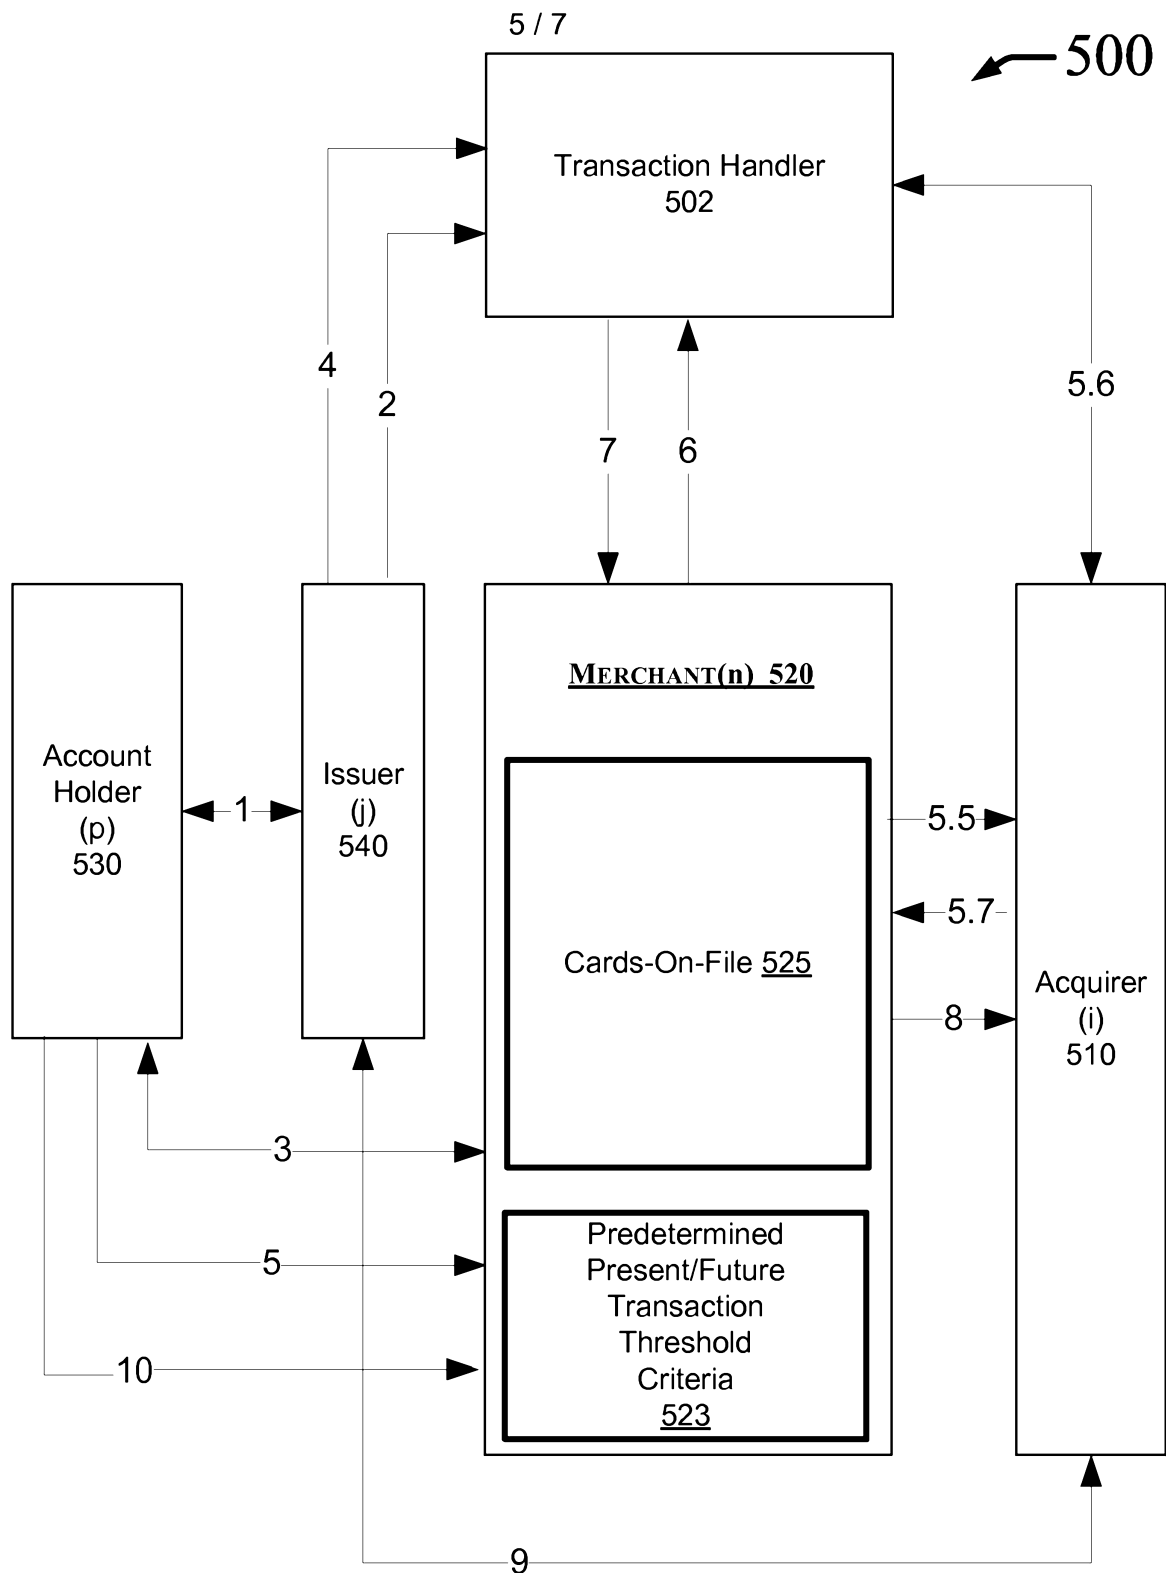 5 / 7
500
Transaction Handler
502
4
2
7
6
5.6
MERCHANT(n) 520
Account
Holder
(p)
530
1
Issuer
(j)
540
5.5
5.7
Cards-On-File 525
8
Acquirer
(i)
510
3
5
10
Predetermined
Present/Future
Transaction
Threshold
Criteria
523
9